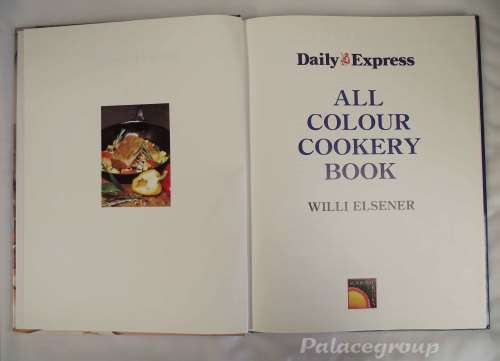 Daily Express
ALL
COLOUR
COOKERY
BOOK
WILLI ELSENER
Palacegroup